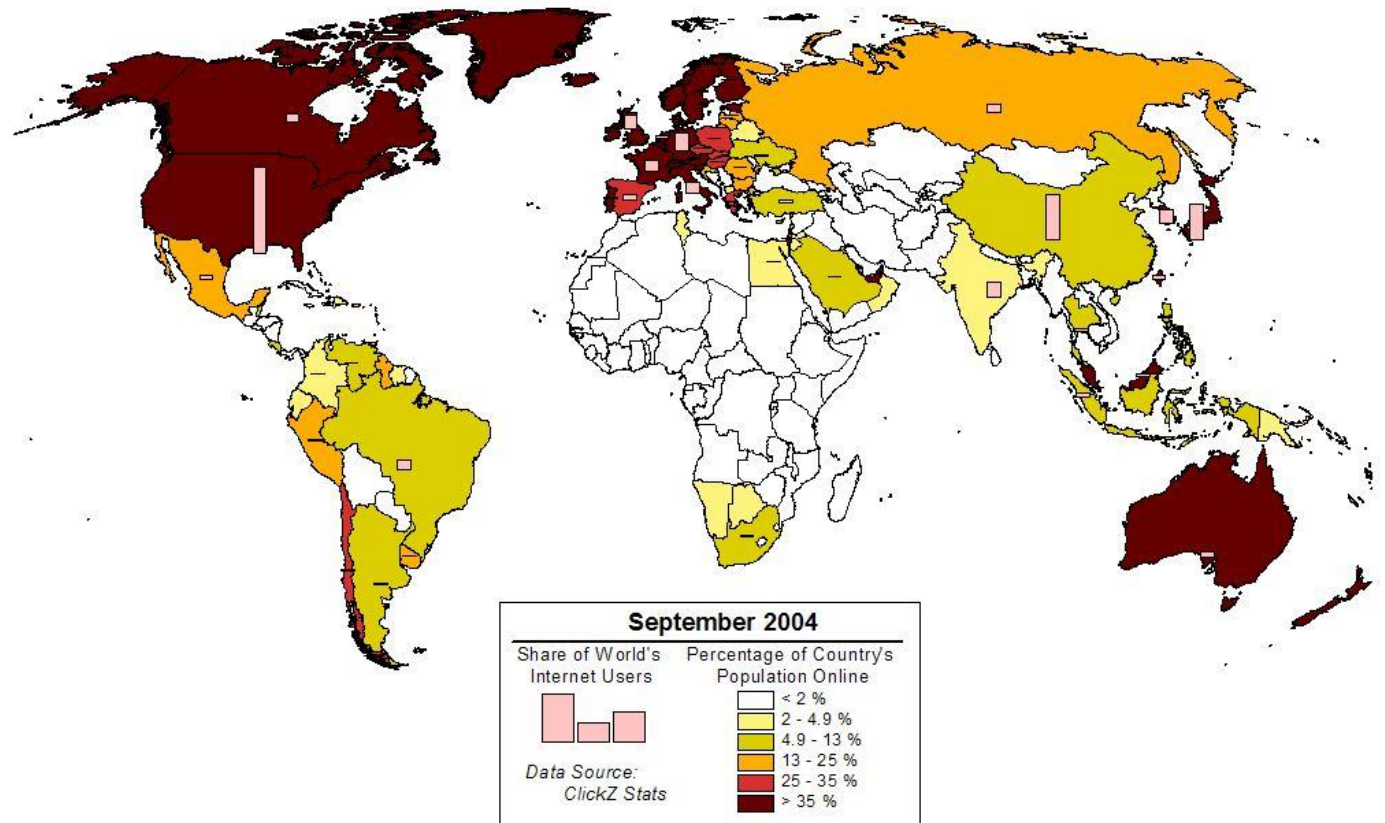 September 2004
Share of World's
Internet Users
Data Source:
ClickZ Stats
Percentage of Country's
Population Online
< 2 %
2 - 4.9 %
4.9 - 13 %
13 - 25 %
25 - 35 %
> 35 %